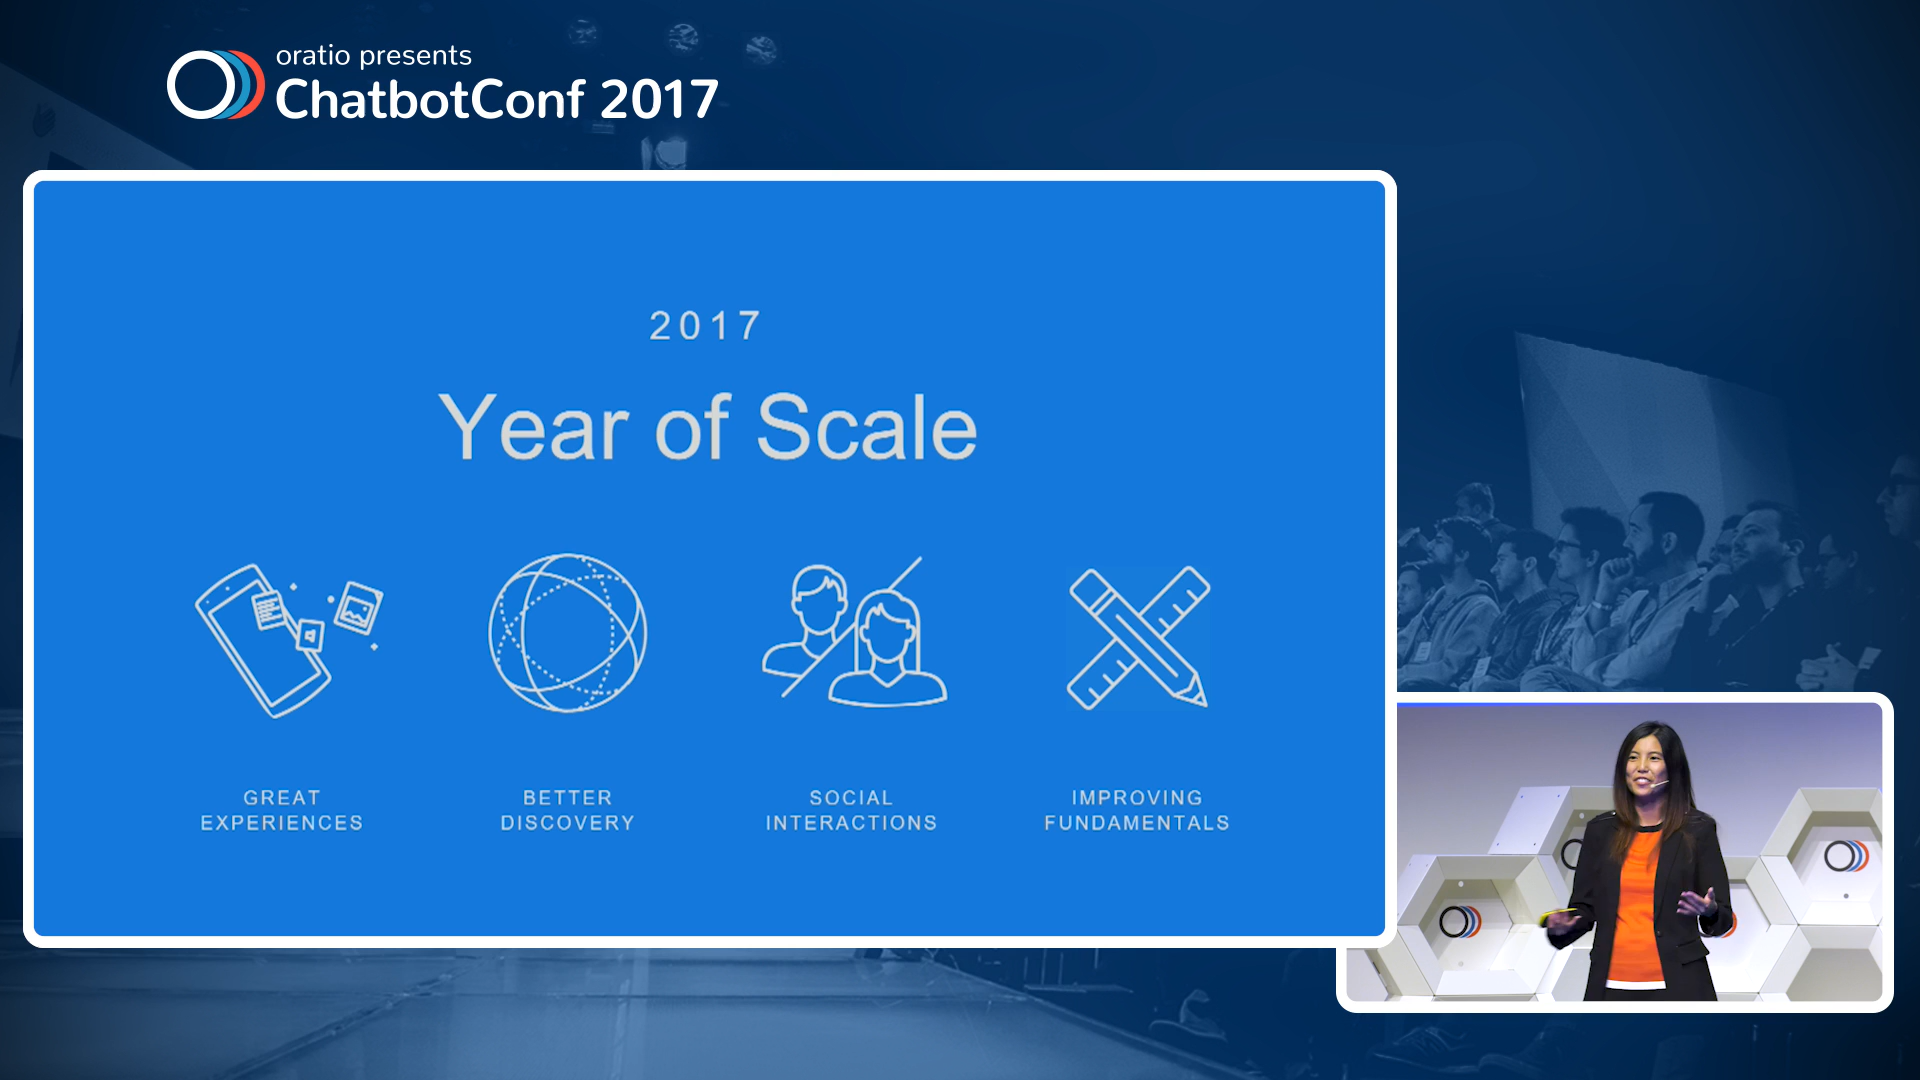 oratio presents
ChatbotConf 2017
2017
Year of Scale
GREAT
EXPERIENCES
BETTER
DISCOVERY
SOCIAL
INTERACTIONS
IMPROVING
FUNDAMENTALS